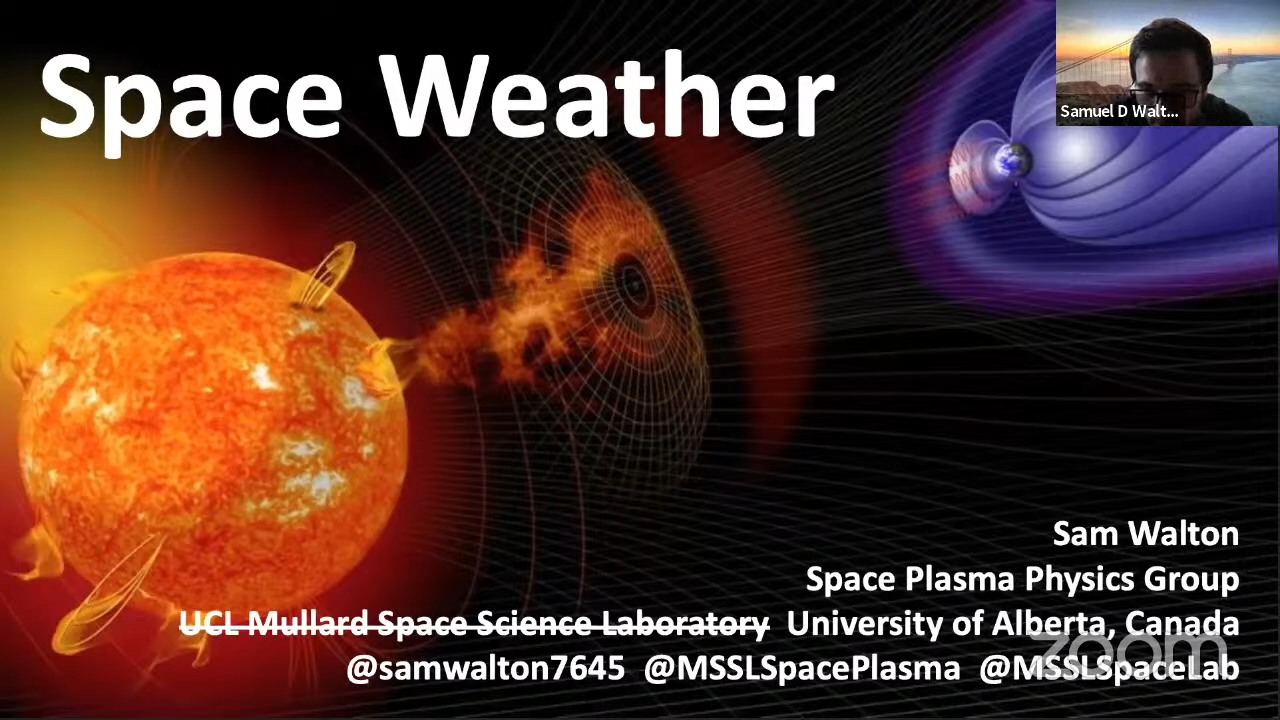 Space Weather
Samuel D Walt...
Sam Walton
Space Plasma Physics Group
UCL Mullard Space Science Laboratory University of Alberta, Canada
@samwalton7645 @MSSLSpacePlasma @MSSLSpaceLab
zoom